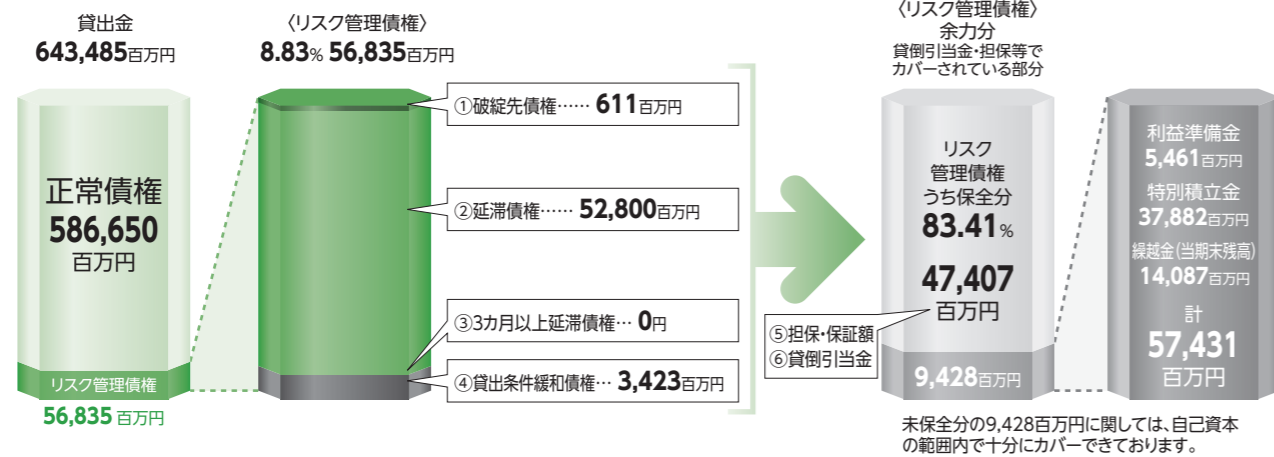 貸出金
643,485百万円
正常債権
586,650
百万円
リスク管理債権
56,835 百万円
〈リスク管理債権〉
8.83% 56,835百万円
①破綻先債権…… 611百万円
②延滞債権…… 52,800百万円
③3カ月以上延滞債権… 0円
④貸出条件緩和債権… 3,423百万円
〈リスク管理債権〉
余力分
貸倒引当金・担保等で
カバーされている部分
リスク
管理債権
うち保全分
83.41%
47,407
百万円
⑤担保・保証額
⑥貸倒引当金
9,428百万円
利益準備金
5,461百万円
特別積立金
37,882百万円
繰越金(当期末残高)
14,087百万円
計
57,431
百万円
未保全分の9,428百万円に関しては、自己資本
の範囲内で十分にカバーできております。